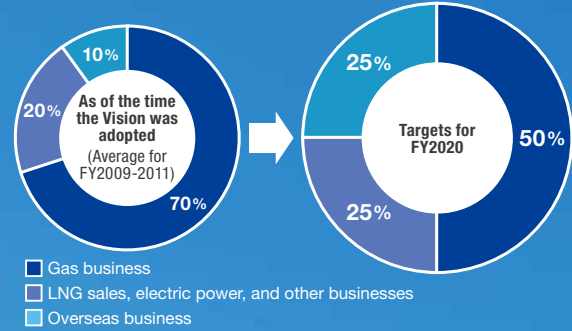 10%
20%
70%
As of the time
the Vision was
adopted
(Average for
FY2009-2011)
25%
25%
50%
Targets for
FY2020
Gas business
LNG sales, electric power, and other businesses
Overseas business